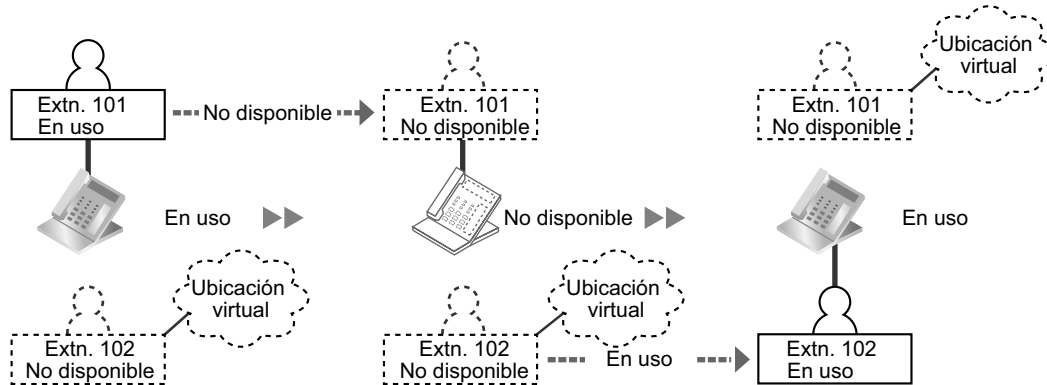 Ubicación
virtual
Extn. 101
En uso
No disponible
Extn. 101
No disponible
Extn. 101
No disponible
En uso
No disponible
En uso
Ubicación
virtual
Ubicación
virtual
Extn. 102
No disponible
Extn. 102
No disponible
En uso
Extn. 102
En uso